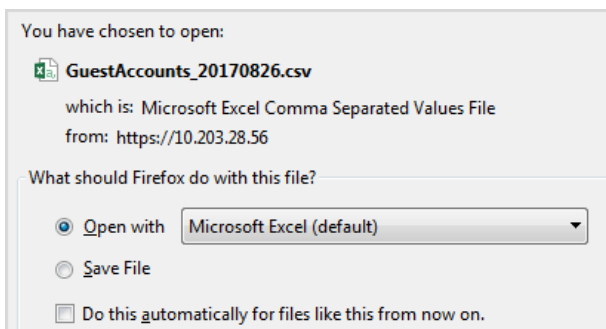 You have chosen to open:
GuestAccounts_20170826.csv
which is: Microsoft Excel Comma Separated Values File
from: https://10.203.28.56
What should Firefox do with this file?
Open with Microsoft Excel (default)
Save File
Do this automatically for files like this from now on.